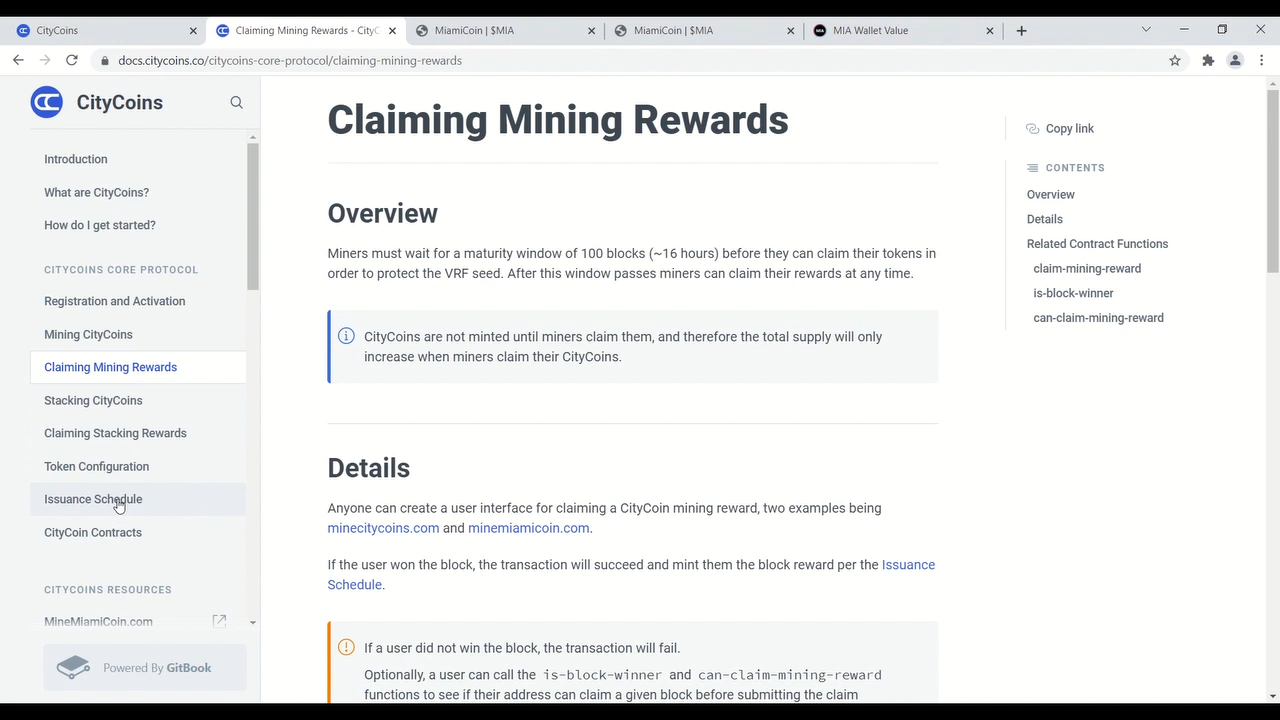 CityCoins
Claiming Mining Rewards - CityC
MiamiCoin | $MIA
MiamiCoin | $MIA
MIA Wallet Value
docs.citycoins.co/citycoins-core-protocol/claiming-mining-rewards
CityCoins
Introduction
What are CityCoins?
How do I get started?
CITYCOINS CORE PROTOCOL
Registration and Activation
Mining CityCoins
Claiming Mining Rewards
Stacking CityCoins
Claiming Stacking Rewards
Token Configuration
Issuance Schedule
CityCoin Contracts
CITYCOINS RESOURCES
MineMiamiCoin.com
Powered By GitBook
Claiming Mining Rewards
Overview
Miners must wait for a maturity window of 100 blocks (~16 hours) before they can claim their tokens in
order to protect the VRF seed. After this window passes miners can claim their rewards at any time.
CityCoins are not minted until miners claim them, and therefore the total supply will only
increase when miners claim their CityCoins.
Details
Anyone can create a user interface for claiming a CityCoin mining reward, two examples being
minecitycoins.com and minemiamicoin.com.
If the user won the block, the transaction will succeed and mint them the block reward per the Issuance
Schedule.
If a user did not win the block, the transaction will fail.
Optionally, a user can call the is-block-winner and can-claim-mining-reward
functions to see if their address can claim a given block before submitting the claim
Copy link
CONTENTS
Overview
Details
Related Contract Functions
claim-mining-reward
is-block-winner
can-claim-mining-reward